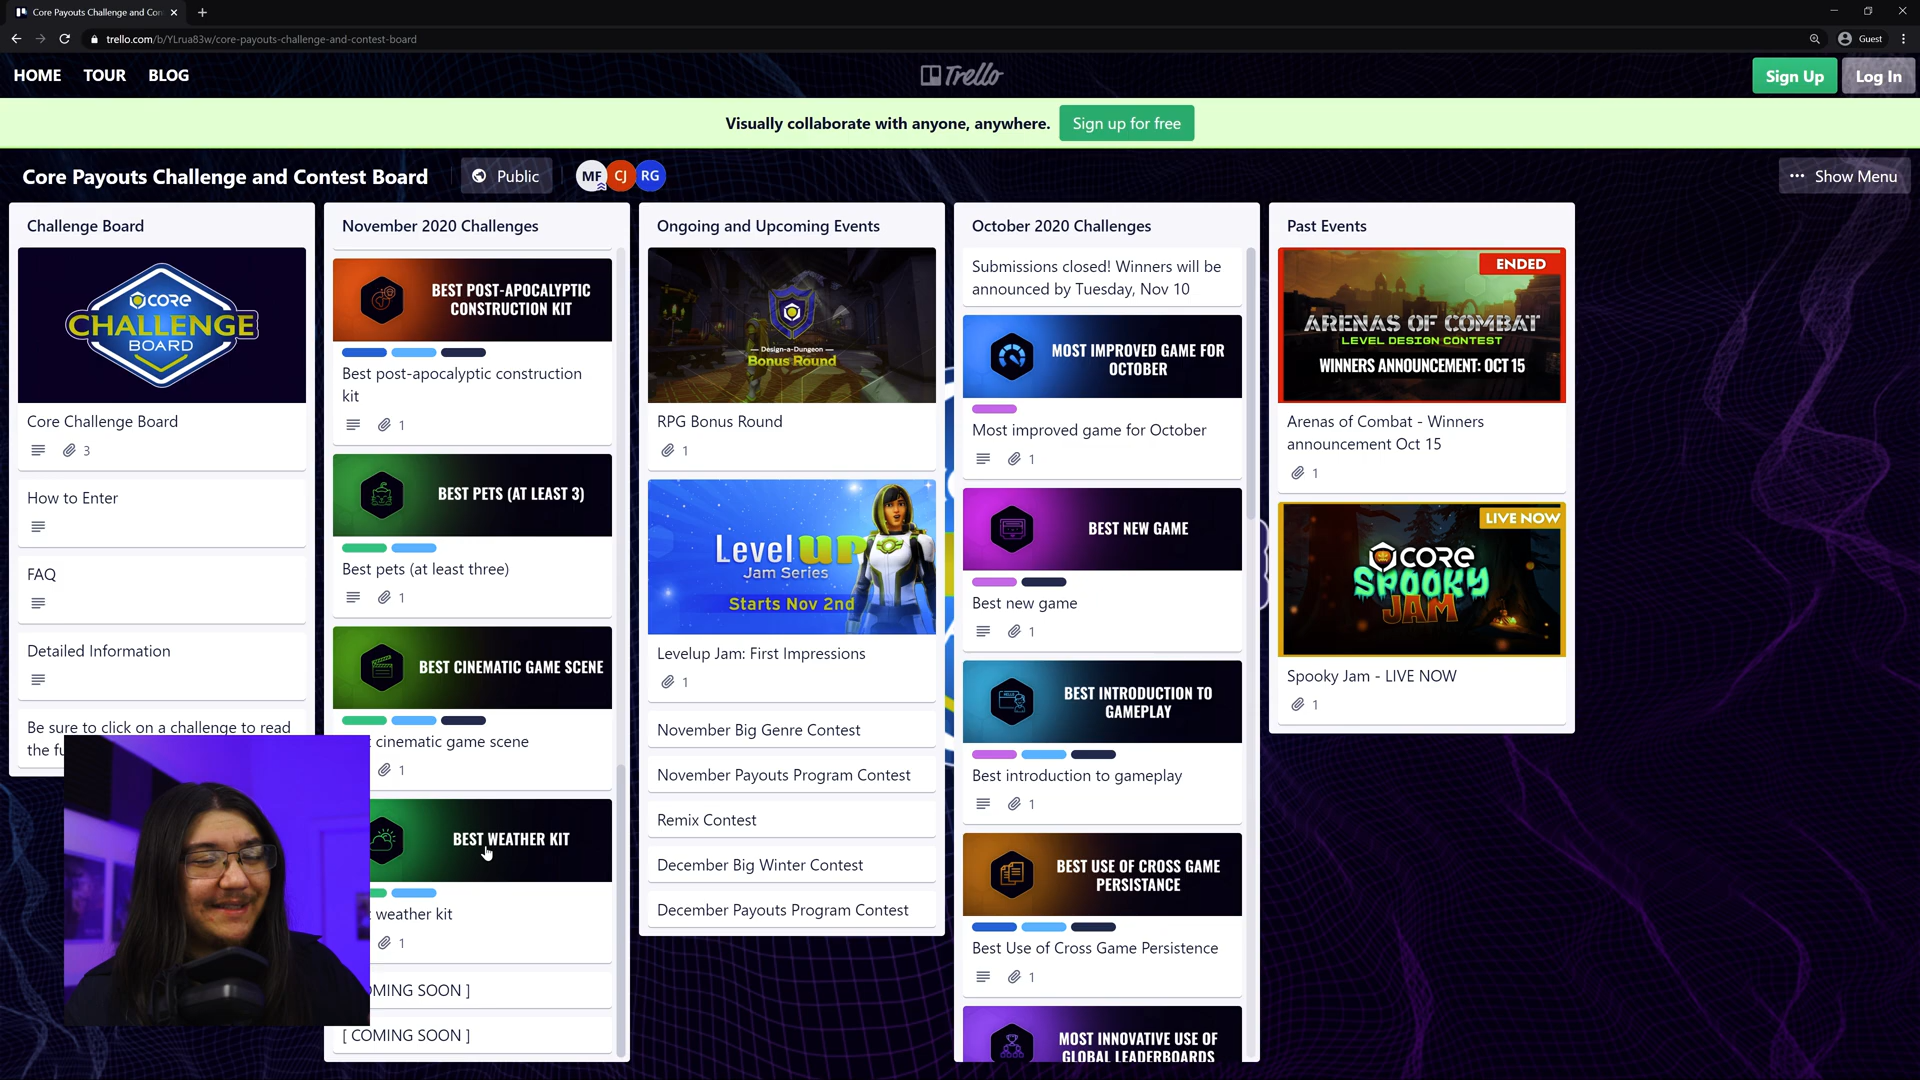 Core Payouts Challenge and Con
trello.com/b/YLrua83w/core-payouts-challenge-and-contest-board
Guest
HOME TOUR BLOG
Trello
Sign Up Log In
Visually collaborate with anyone, anywhere. Sign up for free
Core Payouts Challenge and Contest Board
Public
MF CJ RG
Show Menu
Challenge Board
CORE
CHALLENGE
BOARD
Core Challenge Board
3
How to Enter
FAQ
Detailed Information
Be sure to click on a challenge to read
the fu
November 2020 Challenges
BEST POST-APOCALYPTIC
CONSTRUCTION KIT
Best post-apocalyptic construction
kit
1
BEST PETS (AT LEAST 3)
Best pets (at least three)
1
BEST CINEMATIC GAME SCENE
cinematic game scene
1
BEST WEATHER KIT
weather kit
1
OMING SOON ]
[ COMING SOON ]
Ongoing and Upcoming Events
Design-a-Dungeon
Bonus Round
RPG Bonus Round
1
Level UP
Jam Series
Starts Nov 2nd
Levelup Jam: First Impressions
1
November Big Genre Contest
November Payouts Program Contest
Remix Contest
December Big Winter Contest
December Payouts Program Contest
October 2020 Challenges
Submissions closed! Winners will be
announced by Tuesday, Nov 10
MOST IMPROVED GAME FOR
OCTOBER
Most improved game for October
1
BEST NEW GAME
Best new game
1
BEST INTRODUCTION TO
GAMEPLAY
Best introduction to gameplay
1
BEST USE OF CROSS GAME
PERSISTANCE
Best Use of Cross Game Persistence
1
MOST INNOVATIVE USE OF
GLOBAL LEADERBOARDS
Past Events
ENDED
ARENAS OF COMBAT
LEVEL DESIGN CONTEST
WINNERS ANNOUNCEMENT: OCT 15
Arenas of Combat - Winners
announcement Oct 15
1
LIVE NOW
CORE
SPOOKY
JAM
Spooky Jam - LIVE NOW
1